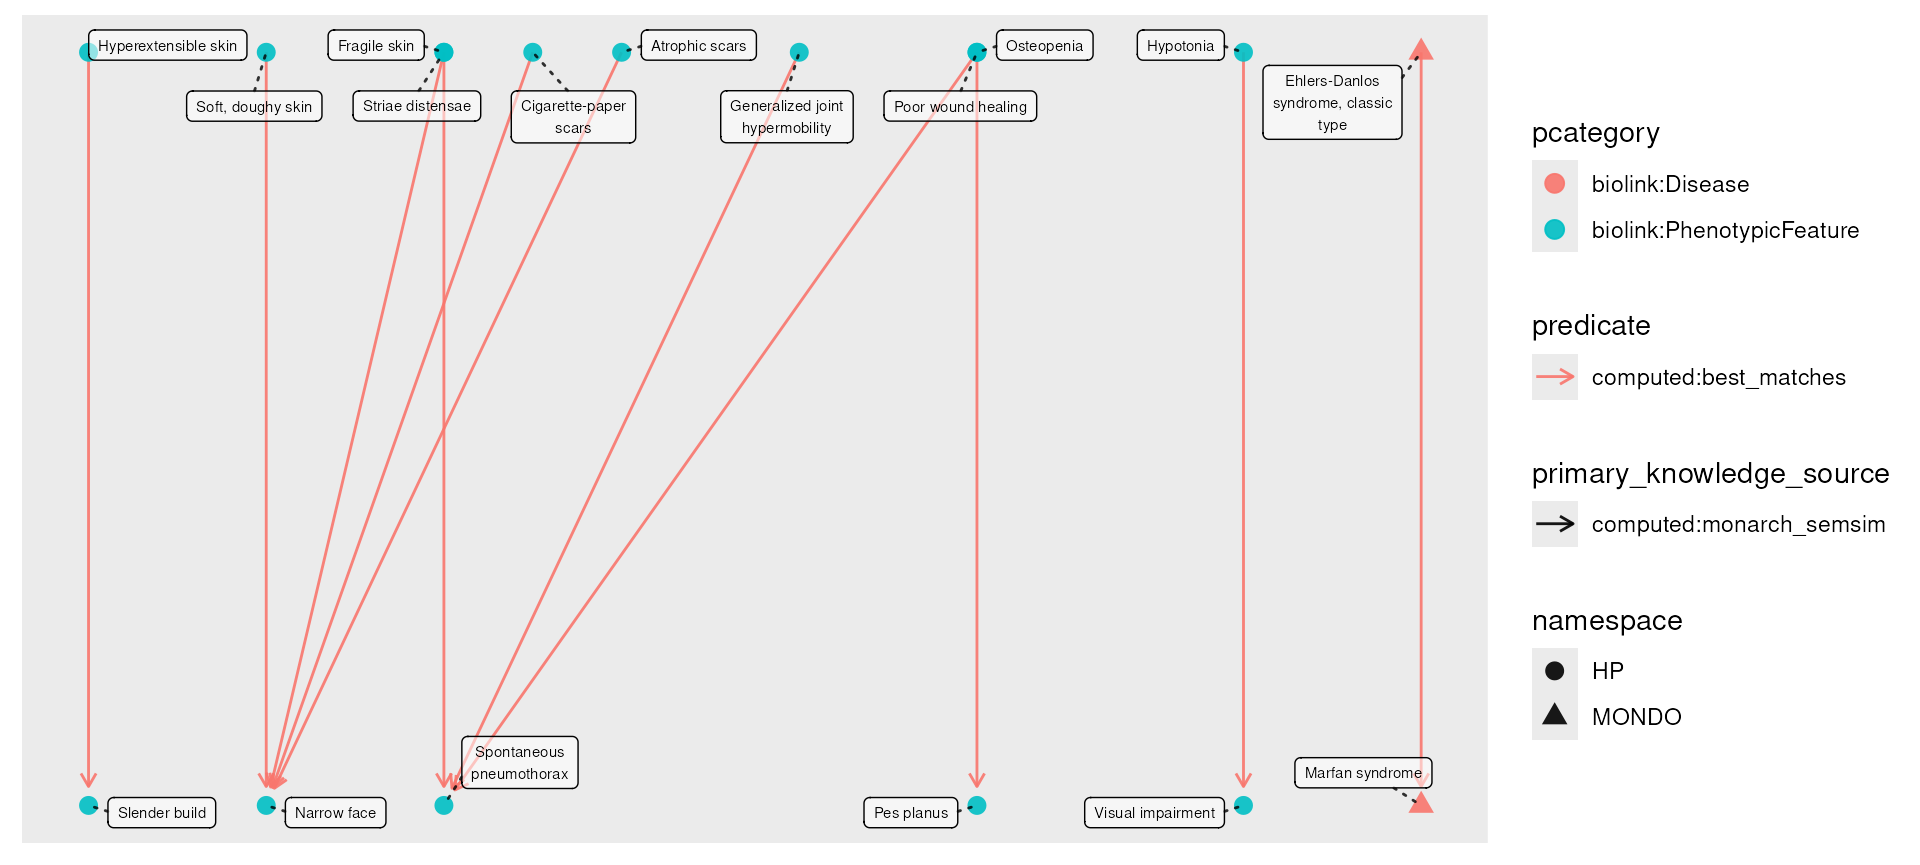 Hyperextensible skin
Fragile skin
Atrophic scars
Osteopenia
Hypotonia
Soft, doughy skin
Striae distensae
Cigarette-paper
scars
Generalized joint
hypermobility
Poor wound healing
Ehlers-Danlos
syndrome, classic
type
Spontaneous
pneumothorax
Marfan syndrome
Slender build
Narrow face
Pes planus
Visual impairment
pcategory
biolink:Disease
biolink:PhenotypicFeature
predicate
computed:best_matches
primary_knowledge_source
computed:monarch_semsim
namespace
HP
MONDO